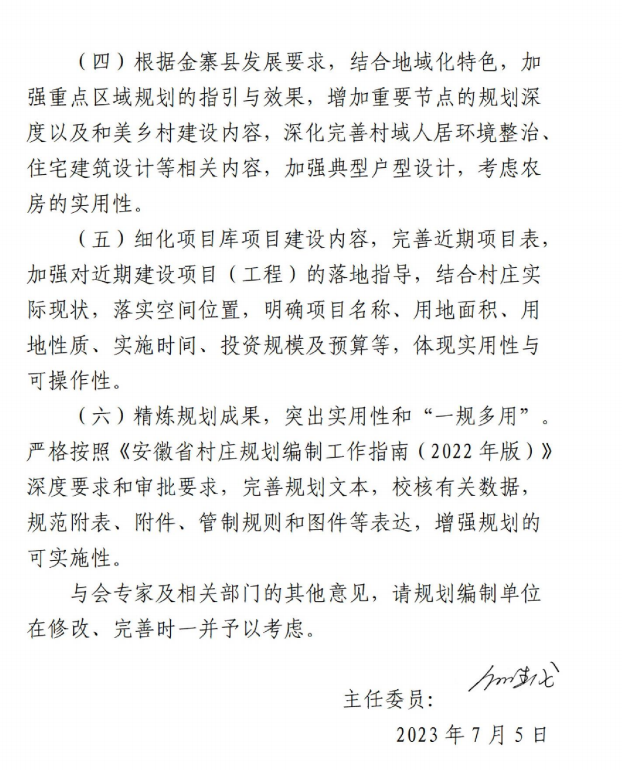 （四）根据金寨县发展要求，结合地域化特色，加
强重点区域规划的指引与效果，增加重要节点的规划深
度以及和美乡村建设内容，深化完善村域人居环境整治、
住宅建筑设计等相关内容，加强典型户型设计，考虑农
房的实用性。
（五）细化项目库项目建设内容，完善近期项目表，
加强对近期建设项目（工程）的落地指导，结合村庄实
际现状，落实空间位置，明确项目名称、用地面积、用
地性质、实施时间、投资规模及预算等，体现实用性与
可操作性。
（六）精炼规划成果，突出实用性和“一规多用”。
严格按照《安徽省村庄规划编制工作指南（2022 年版）》
深度要求和审批要求，完善规划文本，校核有关数据，
规范附表、附件、管制规则和图件等表达，增强规划的
可实施性。
与会专家及相关部门的其他意见，请规划编制单位
在修改、完善时一并予以考虑。
主任委员：
2023 年 7 月 5 日